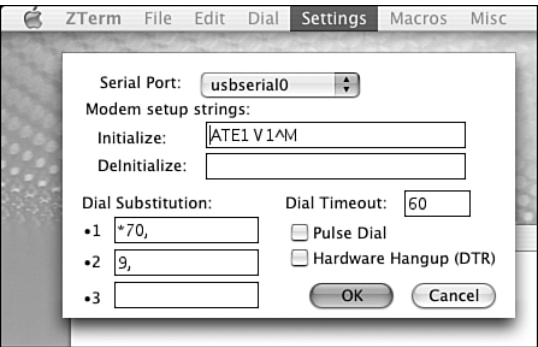 ZTerm File Edit Dial Settings Macros Misc
Serial Port: usbserial0
Modem setup strings:
Initialize: ATE1 V1^M
DeInitialize:
Dial Substitution: Dial Timeout: 60
•1 *70, Pulse Dial
•2 9, Hardware Hangup (DTR)
•3 OK Cancel